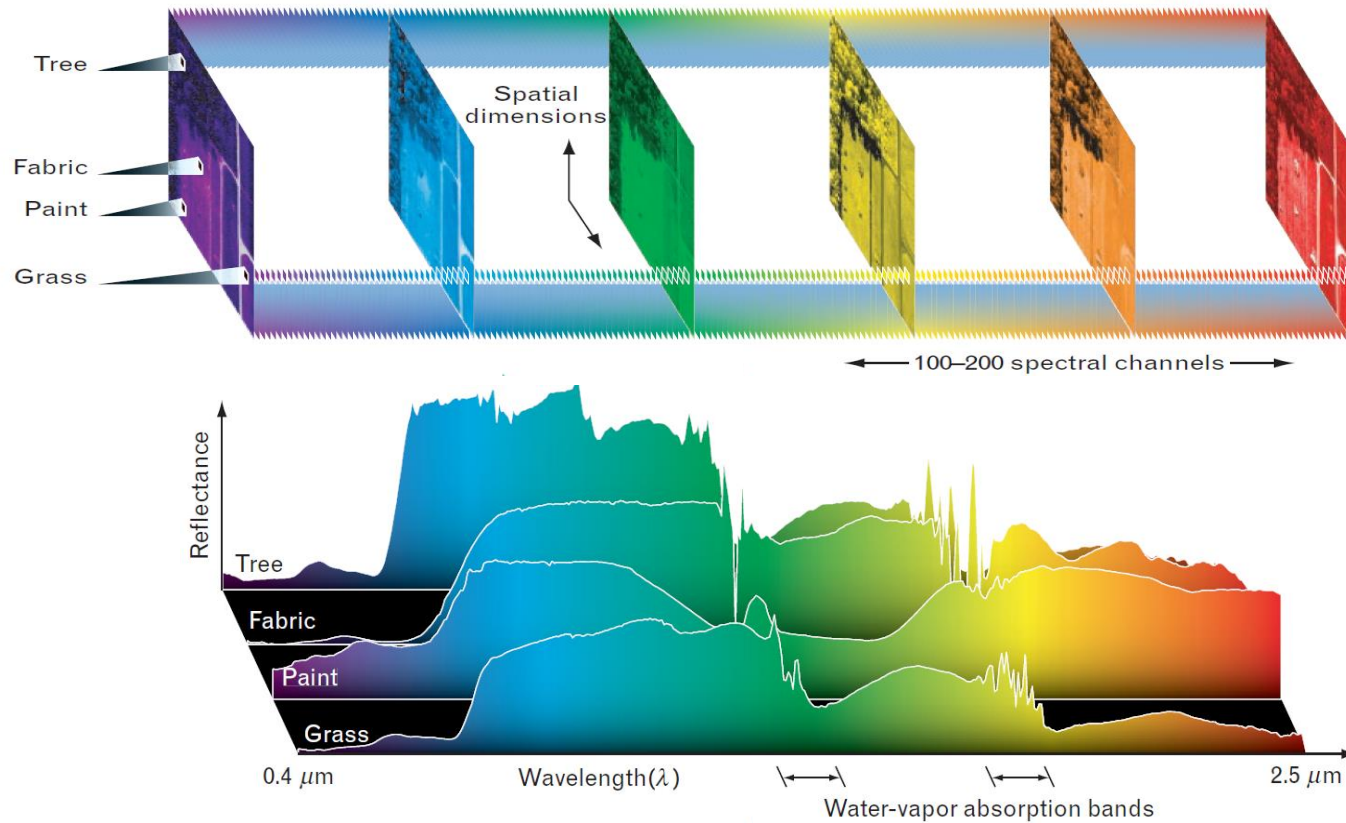 Tree
Spatial
dimensions
Fabric
Paint
Grass
100–200 spectral channels
Reflectance
Tree
Fabric
Paint
Grass
0.4 μm
Wavelength(λ)
2.5 μm
Water-vapor absorption bands